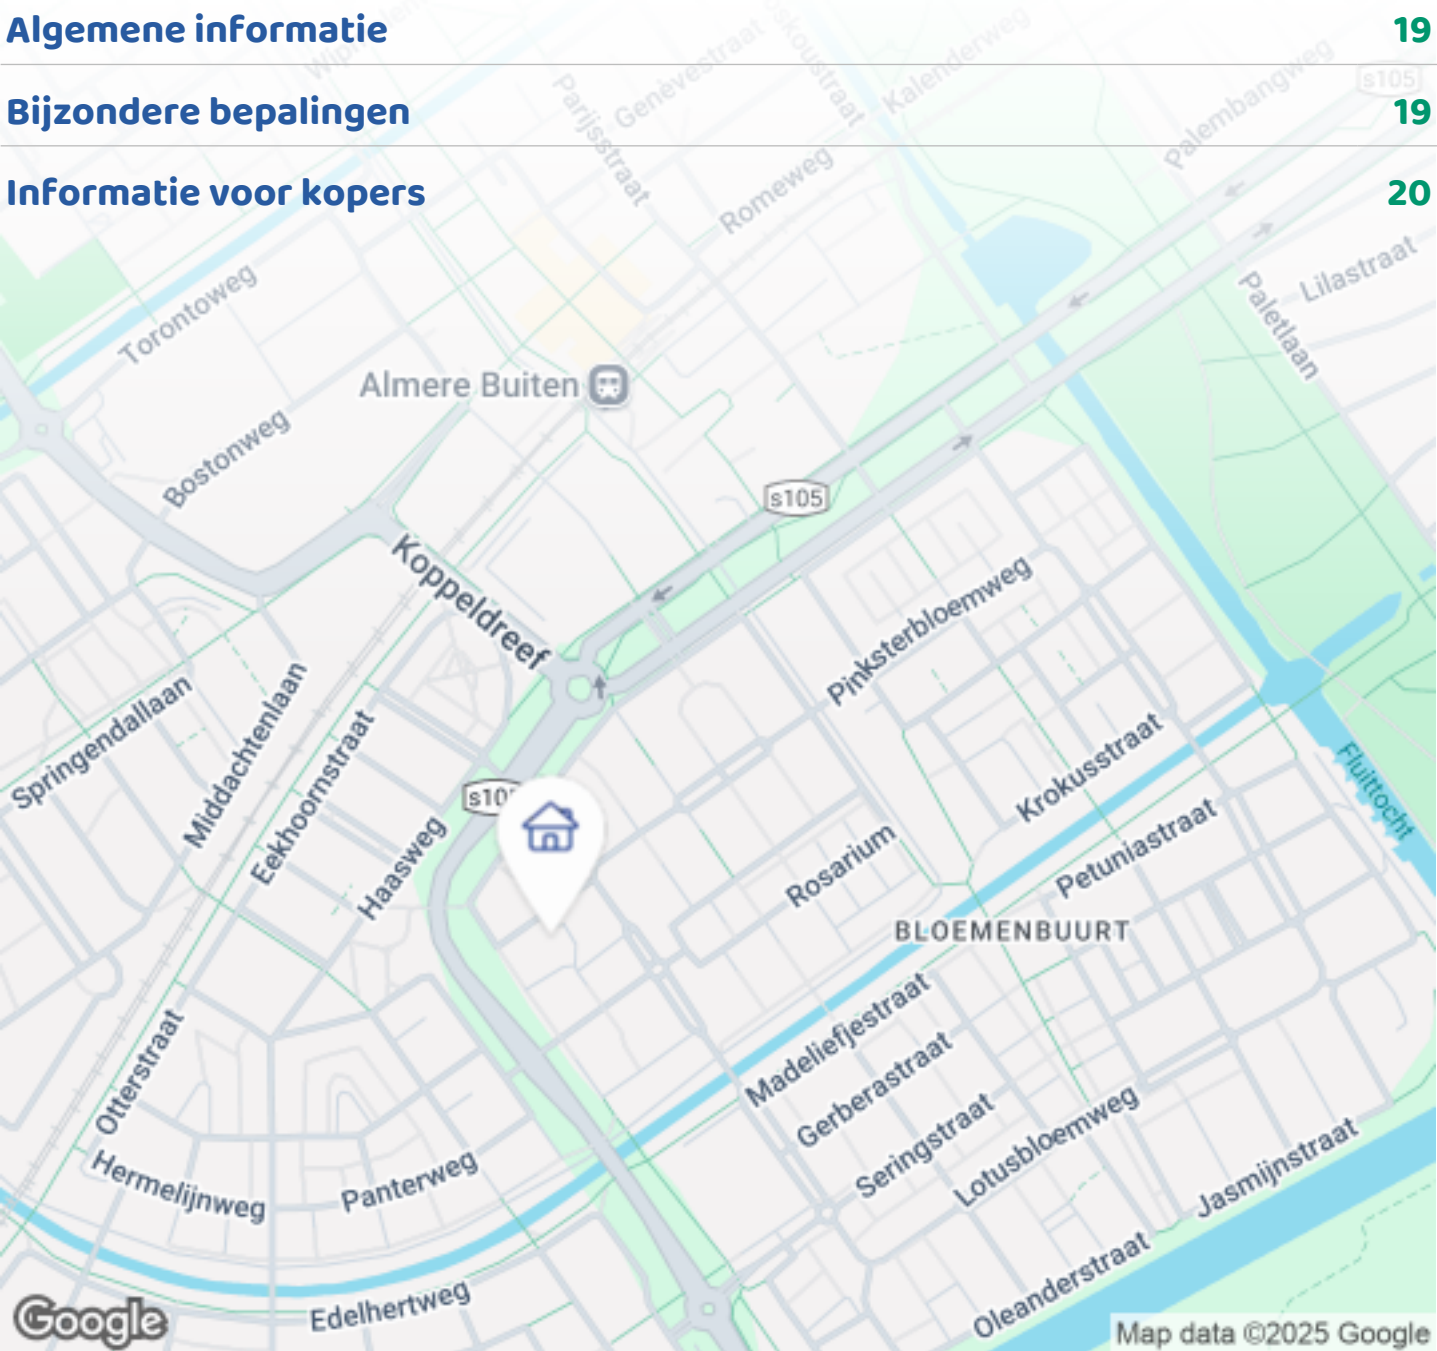 Algemene informatie 19
Bijzondere bepalingen 19
Informatie voor kopers 20
Genèvestraat
Kalenderweg
Parijsstraat
Palembangweg
s105
Romeweg
Torontoweg
Lilastraat
Paletlaan
Almere Buiten
Bostonweg
s105
Koppeldreef
Pinksterbloemweg
Springendallaan
Middachtenlaan
Eekhoornstraat
Krokusstraat
Fluittocht
Haasweg
Rosarium
Petuniastraat
BLOEMENBUURT
Madeliefjestraat
Gerberastraat
Otterstraat
Seringstraat
Lotusbloemweg
Jasmijnstraat
Hermelijnweg
Panterweg
Oleanderstraat
Edelhertweg
Google
Map data ©2025 Google